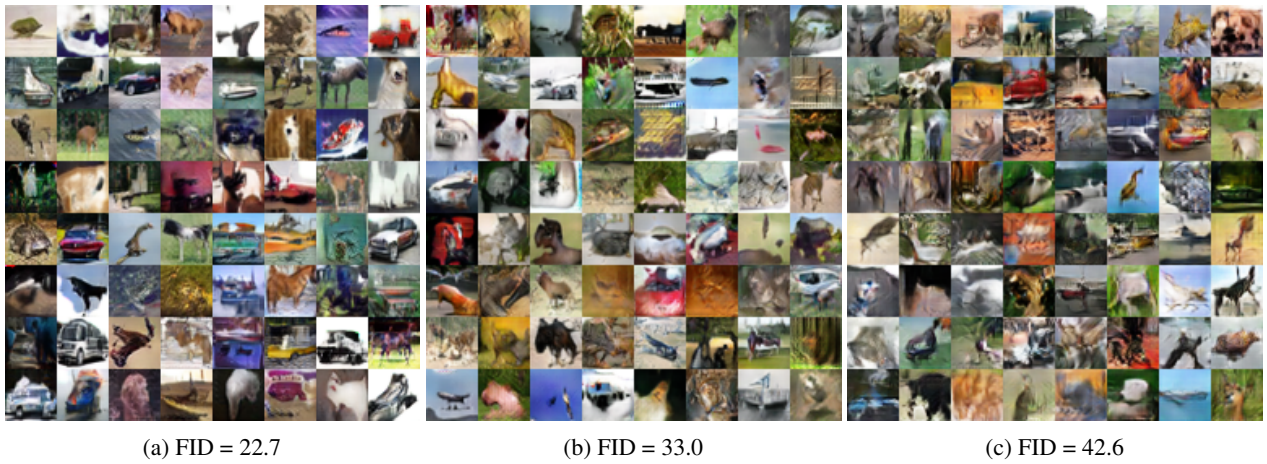 (a) FID = 22.7
(b) FID = 33.0
(c) FID = 42.6